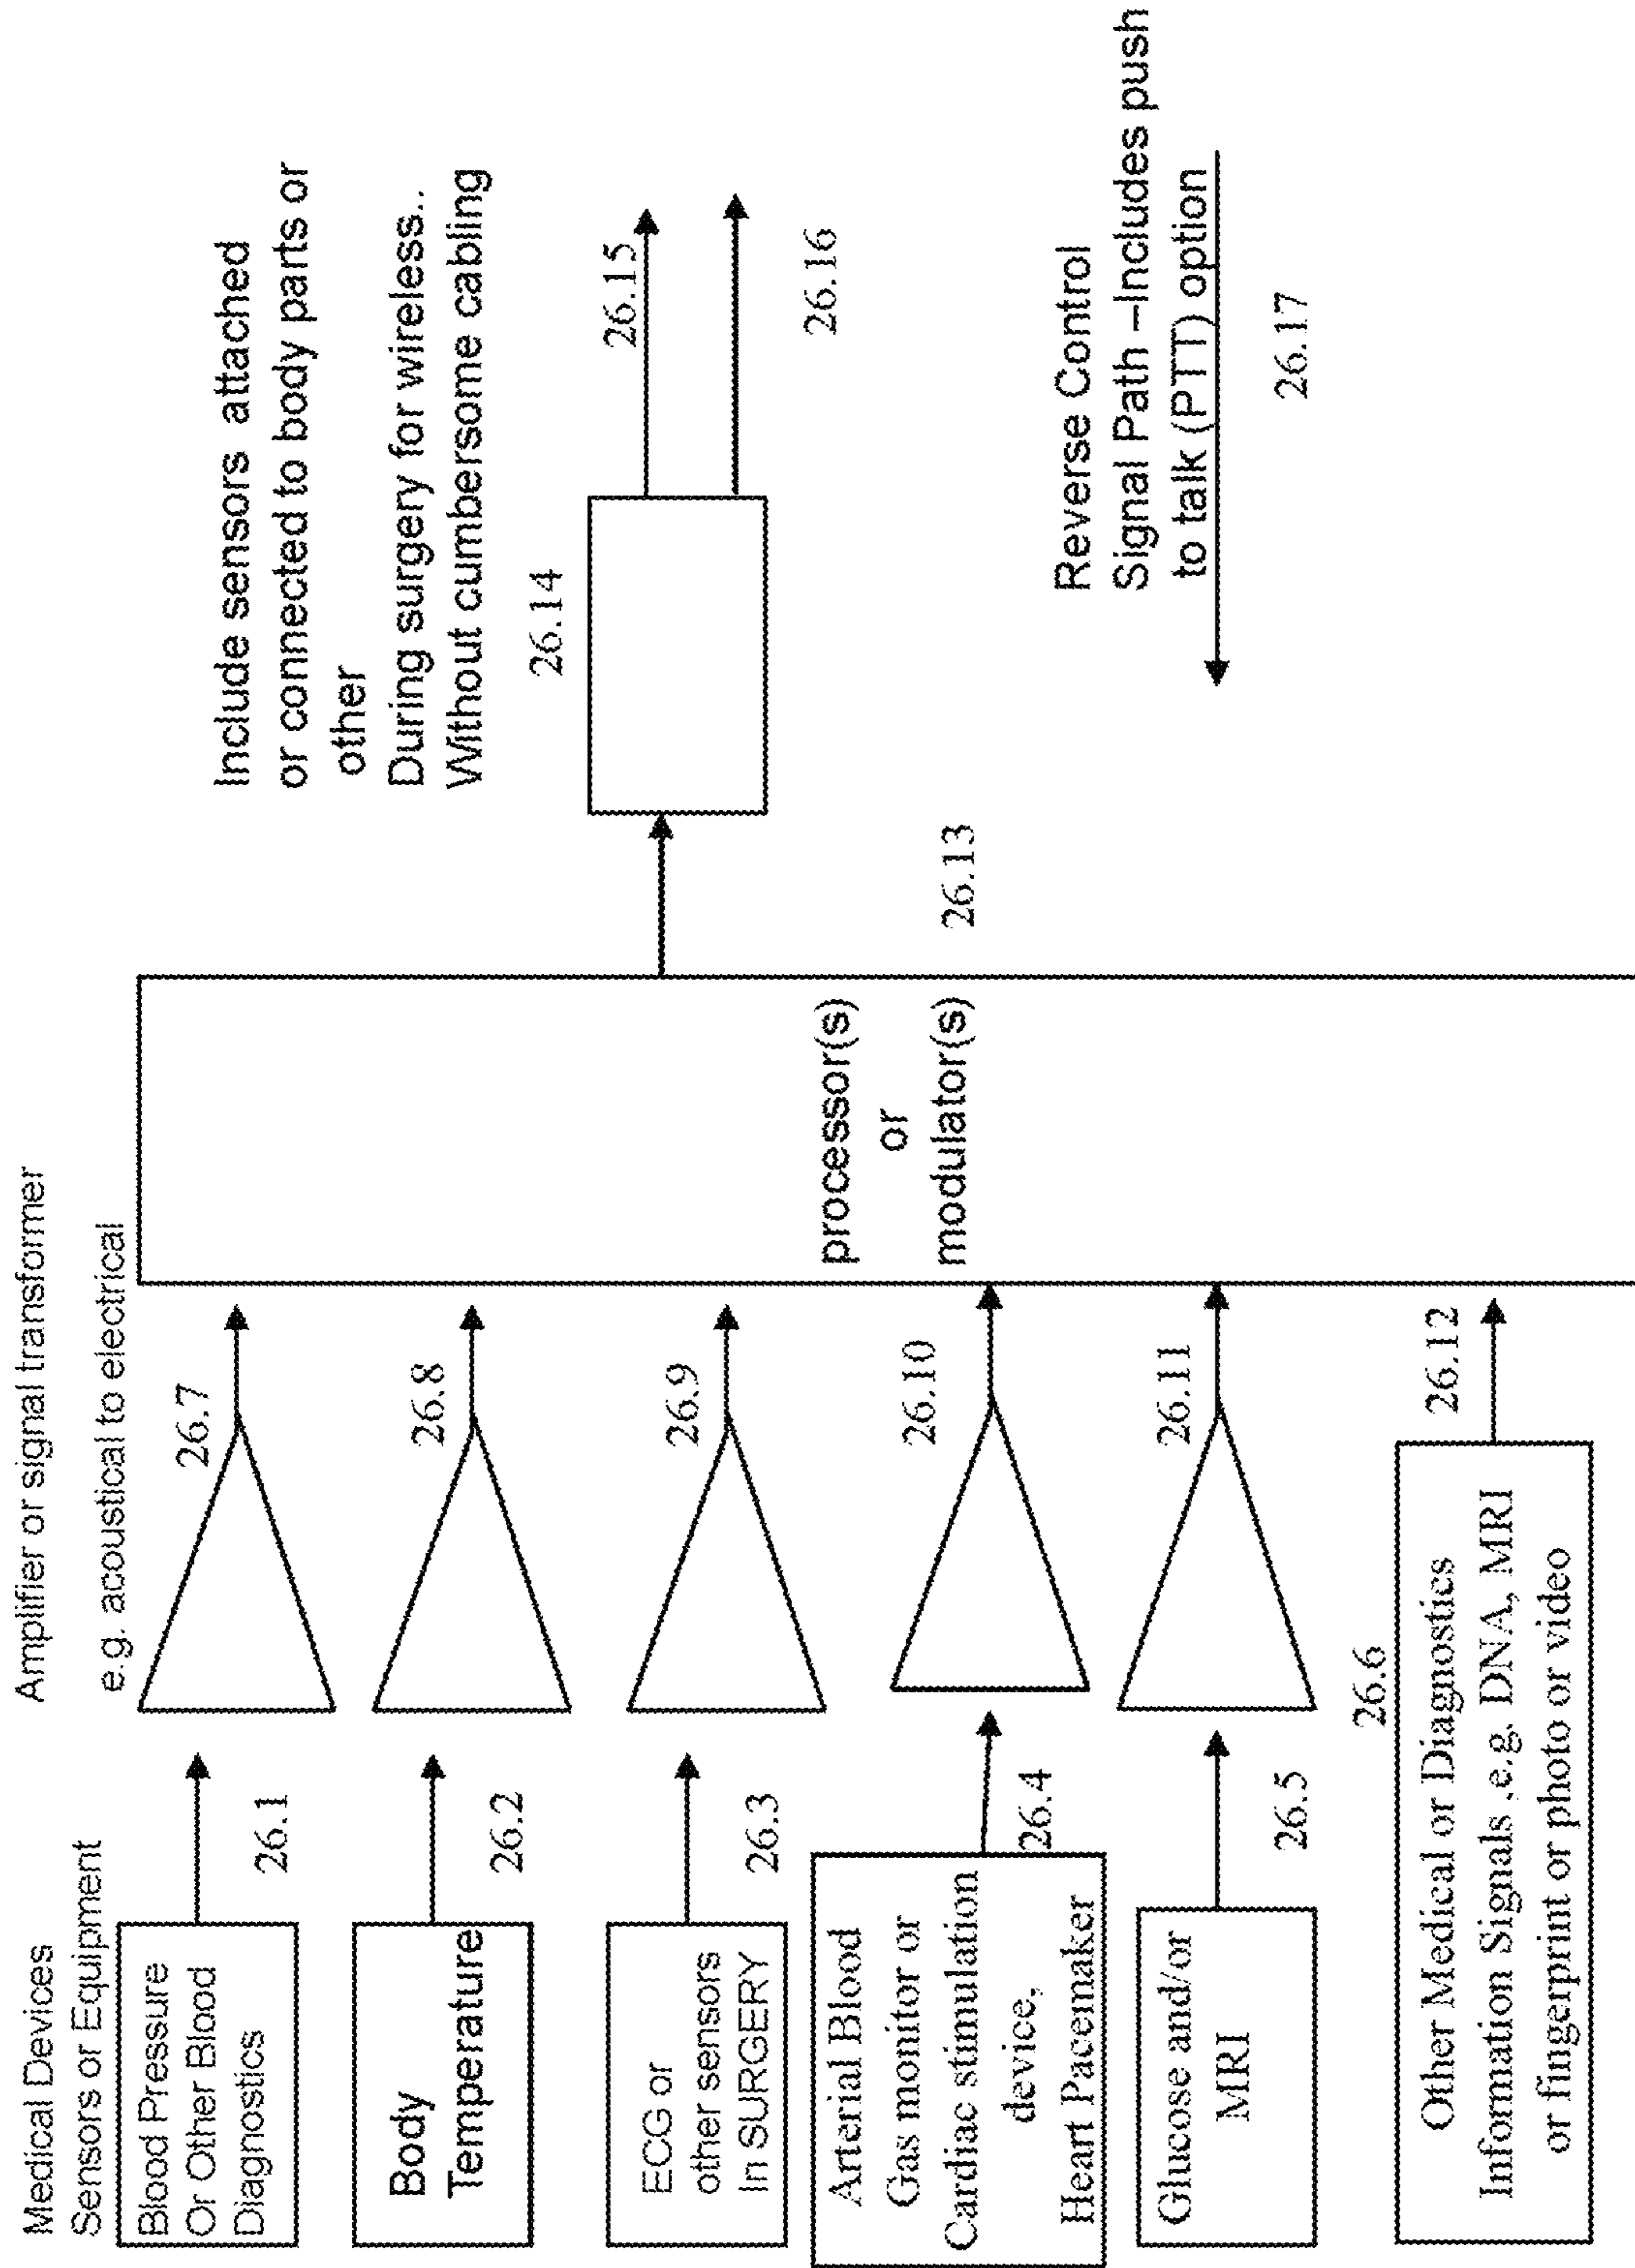 Medical Devices
Sensors or Equipment
Amplifier or signal transformer
e.g. acoustical to electrical
Blood Pressure
Or Other Blood
Diagnostics
26.1
26.7
Body
Temperature
26.2
26.8
ECG or
other sensors
In SURGERY
26.3
26.9
Arterial Blood
Gas monitor or
Cardiac stimulation
device,
Heart Pacemaker
26.4
26.10
Glucose and/or
MRI
26.5
26.11
26.6
Other Medical or Diagnostics
Information Signals ,e.g. DNA, MRI
or fingerprint or photo or video
26.12
processor(s)
or
modulator(s)
26.13
Include sensors attached
or connected to body parts or
other
During surgery for wireless..
Without cumbersome cabling
26.14
26.15
26.16
Reverse Control
Signal Path –Includes push
to talk (PTT) option
26.17